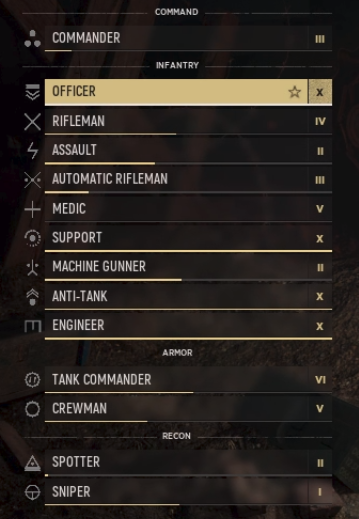 COMMAND
COMMANDER III
INFANTRY
OFFICER X
RIFLEMAN IV
ASSAULT II
AUTOMATIC RIFLEMAN III
MEDIC V
SUPPORT X
MACHINE GUNNER II
ANTI-TANK X
ENGINEER X
ARMOR
TANK COMMANDER VI
CREWMAN V
RECON
SPOTTER II
SNIPER I